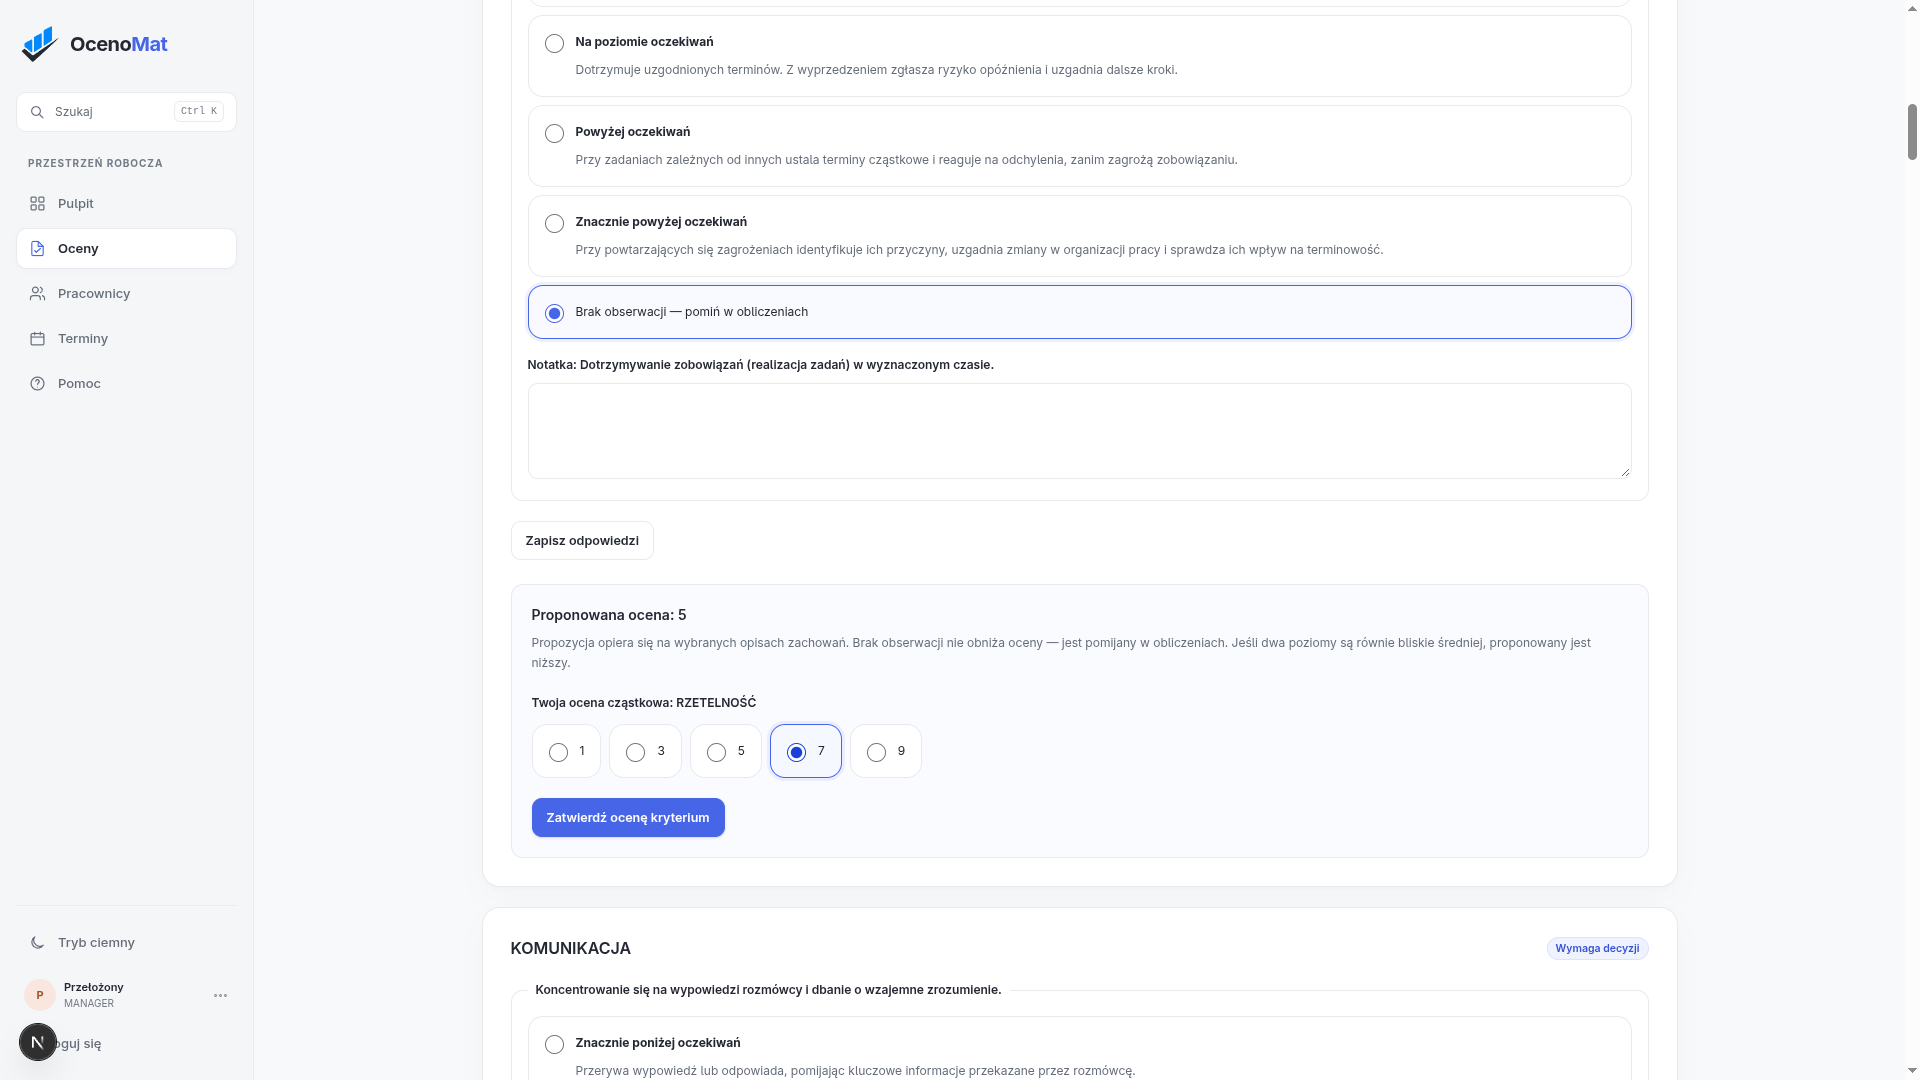 OcenoMat
Szukaj
Ctrl K
PRZESTRZEŃ ROBOCZA
Pulpit
Oceny
Pracownicy
Terminy
Pomoc
Tryb ciemny
P
Przełożony
MANAGER
N
oguj się
Na poziomie oczekiwań
Dotrzymuje uzgodnionych terminów. Z wyprzedzeniem zgłasza ryzyko opóźnienia i uzgadnia dalsze kroki.
Powyżej oczekiwań
Przy zadaniach zależnych od innych ustala terminy cząstkowe i reaguje na odchylenia, zanim zagrożą zobowiązaniu.
Znacznie powyżej oczekiwań
Przy powtarzających się zagrożeniach identyfikuje ich przyczyny, uzgadnia zmiany w organizacji pracy i sprawdza ich wpływ na terminowość.
Brak obserwacji — pomiń w obliczeniach
Notatka: Dotrzymywanie zobowiązań (realizacja zadań) w wyznaczonym czasie.
Zapisz odpowiedzi
Proponowana ocena: 5
Propozycja opiera się na wybranych opisach zachowań. Brak obserwacji nie obniża oceny — jest pomijany w obliczeniach. Jeśli dwa poziomy są równie bliskie średniej, proponowany jest
niższy.
Twoja ocena cząstkowa: RZETELNOŚĆ
1 3 5 7 9
Zatwierdź ocenę kryterium
KOMUNIKACJA
Wymaga decyzji
Koncentrowanie się na wypowiedzi rozmówcy i dbanie o wzajemne zrozumienie.
Znacznie poniżej oczekiwań
Przerywa wypowiedź lub odpowiada, pomijając kluczowe informacje przekazane przez rozmówcę.